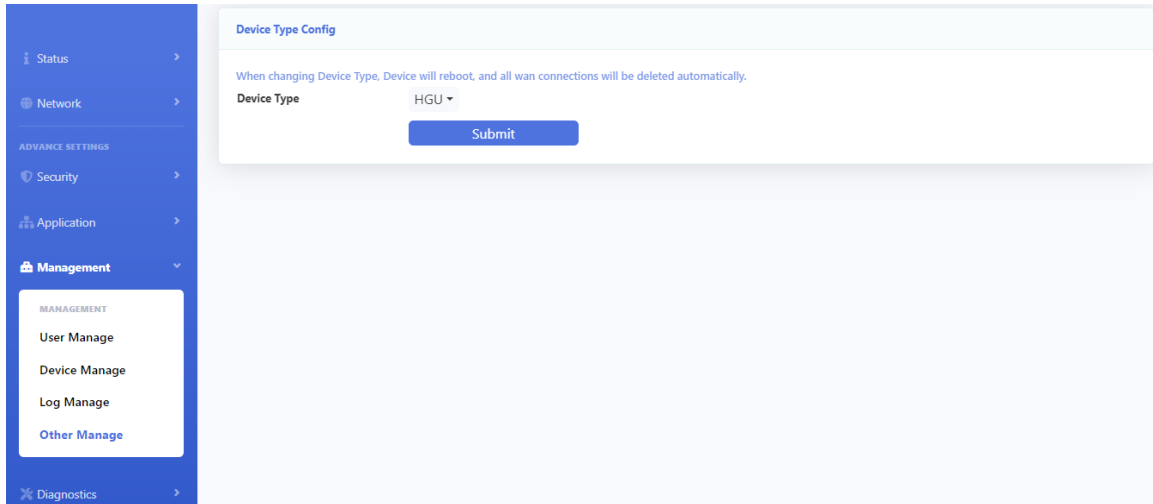 Status
Network
ADVANCE SETTINGS
Security
Application
Management
MANAGEMENT
User Manage
Device Manage
Log Manage
Other Manage
Diagnostics
Device Type Config
When changing Device Type, Device will reboot, and all wan connections will be deleted automatically.
Device Type HGU
Submit